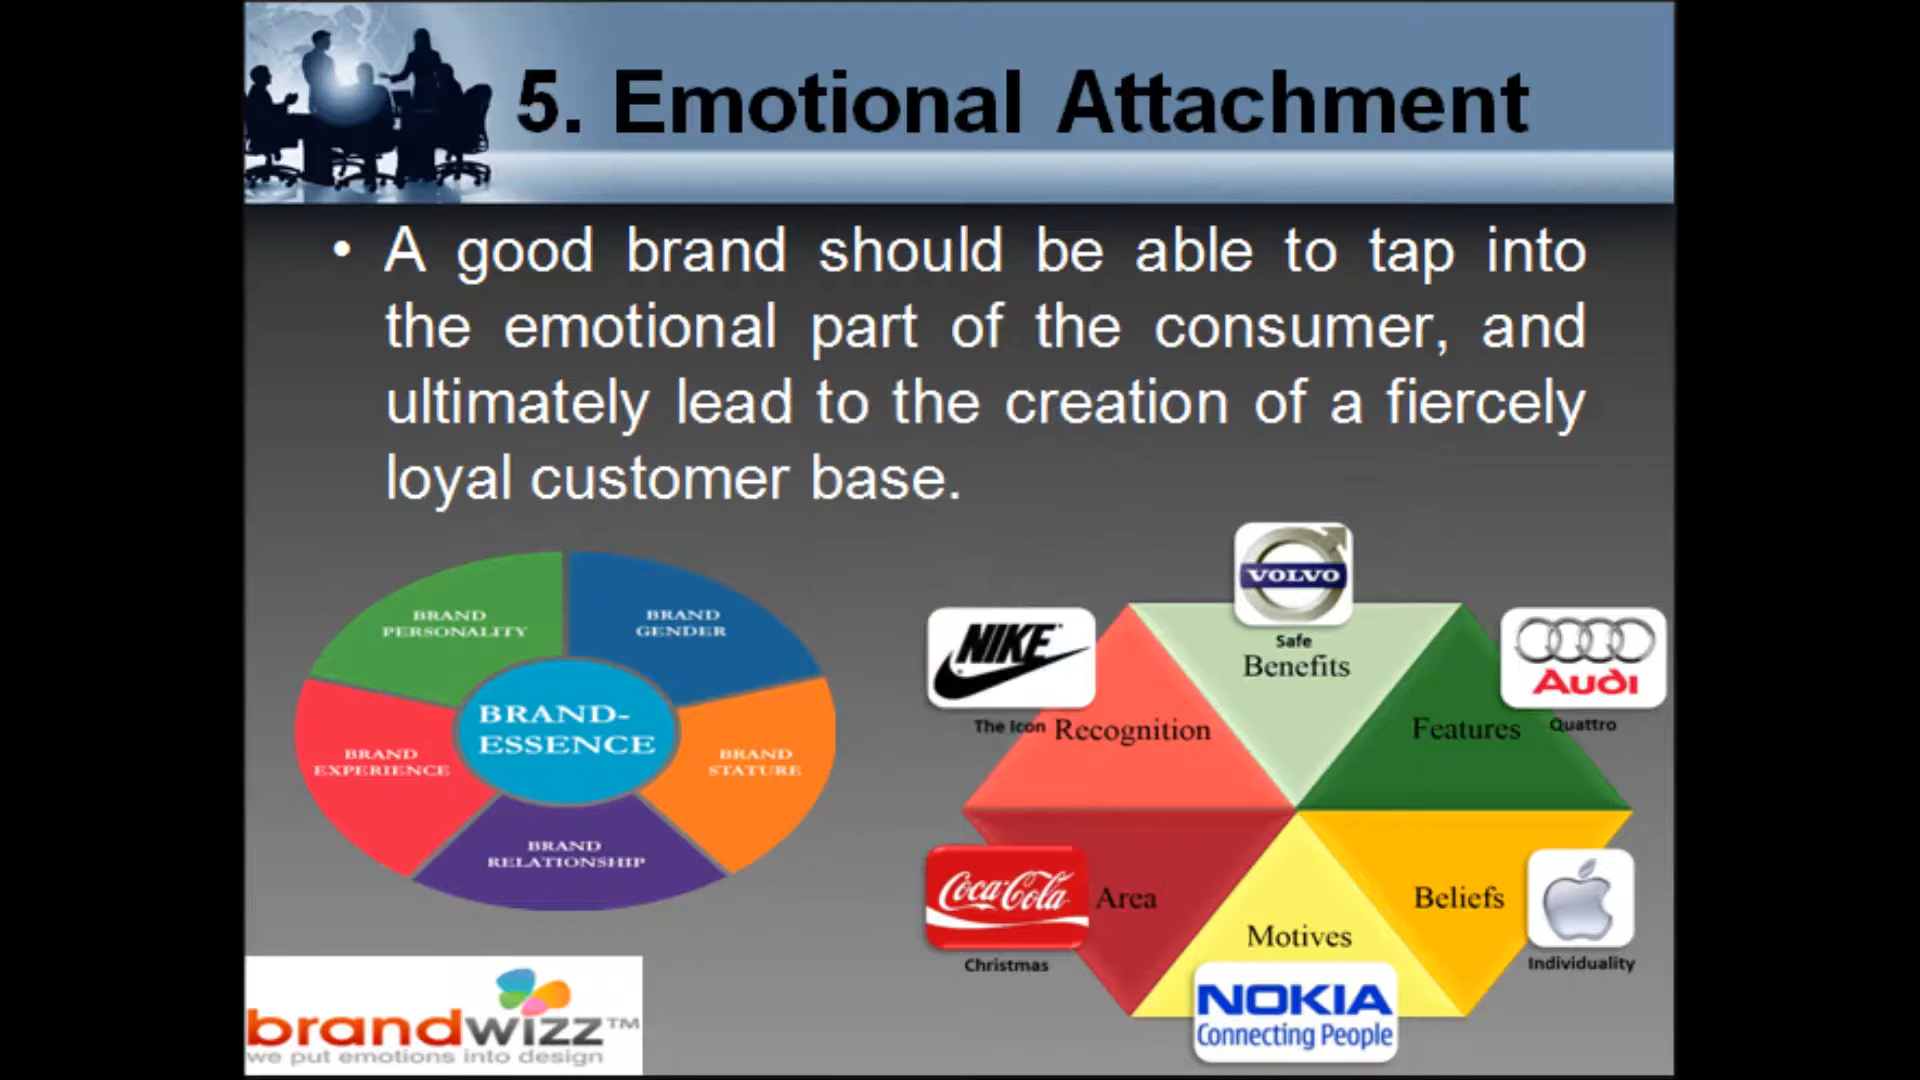 5. Emotional Attachment
• A good brand should be able to tap into
the emotional part of the consumer, and
ultimately lead to the creation of a fiercely
loyal customer base.
BRAND
PERSONALITY
BRAND
GENDER
BRAND-
ESSENCE
BRAND
EXPERIENCE
BRAND
STATURE
BRAND
RELATIONSHIP
VOLVO
Safe
Benefits
NIKE
The Icon
Recognition
Audi
Quattro
Features
Coca-Cola
Christmas
Area
Motives
NOKIA
Connecting People
Beliefs
Individuality
brandwizz™
we put emotions into design